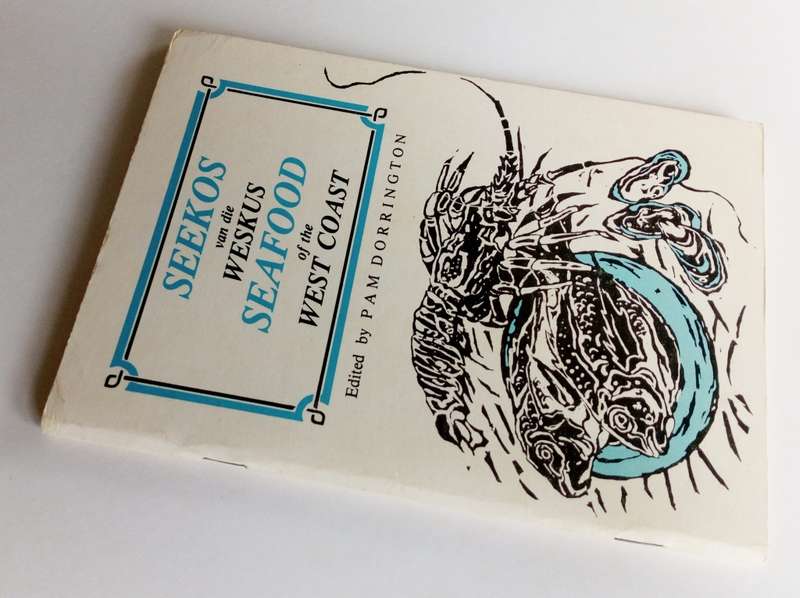 SEEKOS
van die
WESKUS
SEAFOOD
of the
WEST COAST
Edited by PAM DORRINGTON